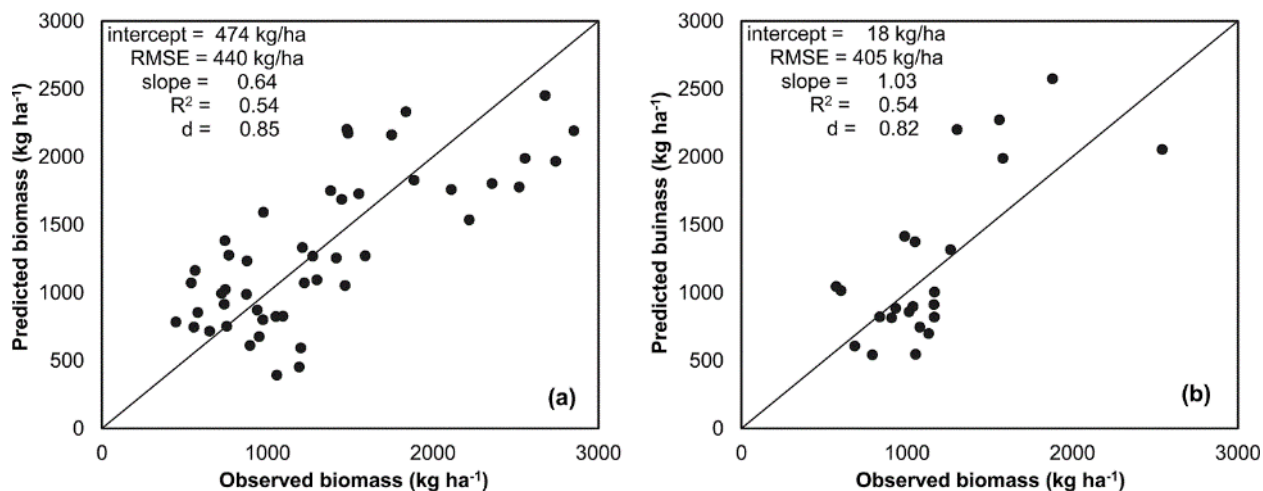 3000
intercept = 474 kg/ha
RMSE = 440 kg/ha
slope = 0.64
R² = 0.54
d = 0.85
2500
2000
1500
1000
500
0
Predicted biomass (kg ha⁻¹)
(a)
0 1000 2000 3000
Observed biomass (kg ha⁻¹)
3000
intercept = 18 kg/ha
RMSE = 405 kg/ha
slope = 1.03
R² = 0.54
d = 0.82
2500
2000
1500
1000
500
0
Predicted buinass (kg ha⁻¹)
(b)
0 1000 2000 3000
Observed biomass (kg ha⁻¹)